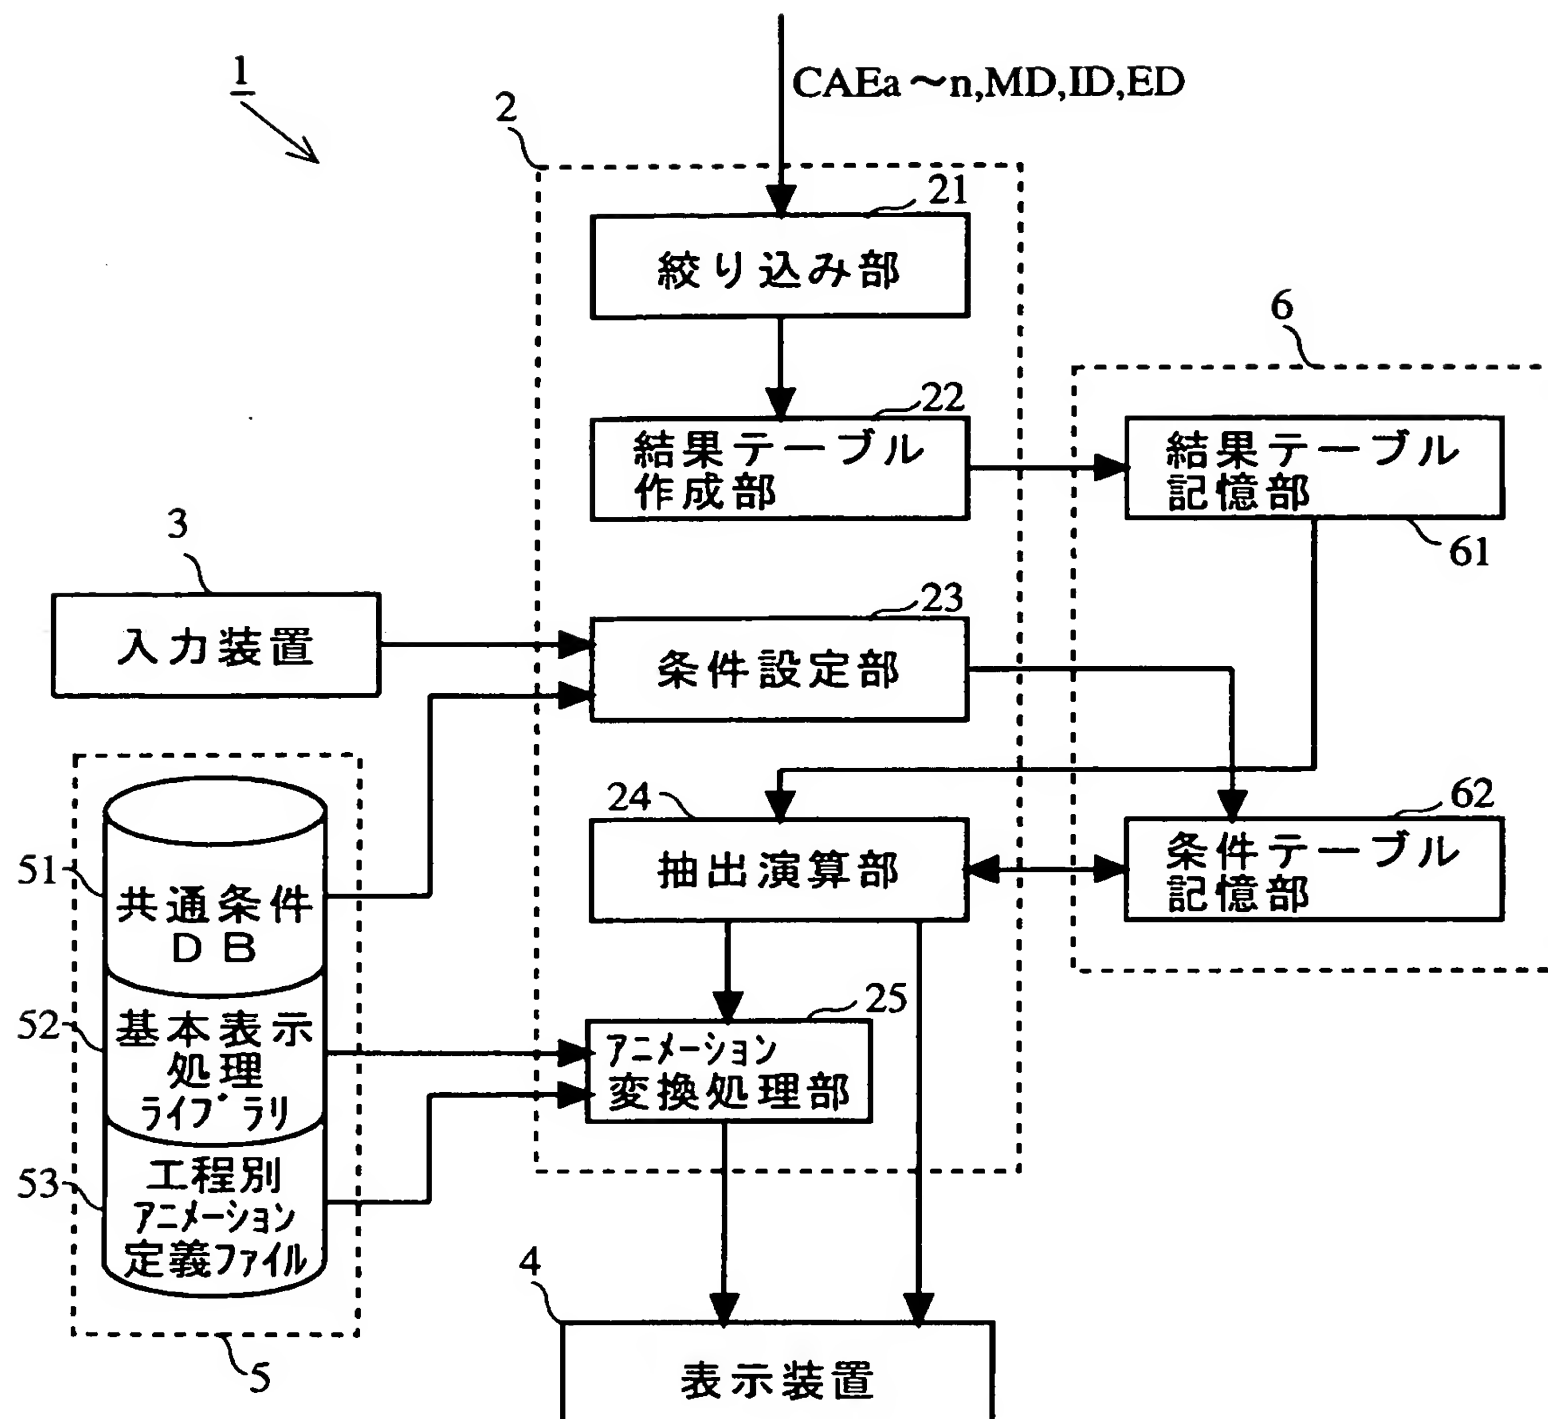 1
CAEa〜n,MD,ID,ED
2
21
絞り込み部
6
22
結果テーブル
作成部
結果テーブル
記憶部
61
3
入力装置
23
条件設定部
24
抽出演算部
62
条件テーブル
記憶部
51
共通条件
DB
52
基本表示
処理
ライブラリ
25
アニメーション
変換処理部
53
工程別
アニメーション
定義ファイル
5
4
表示装置